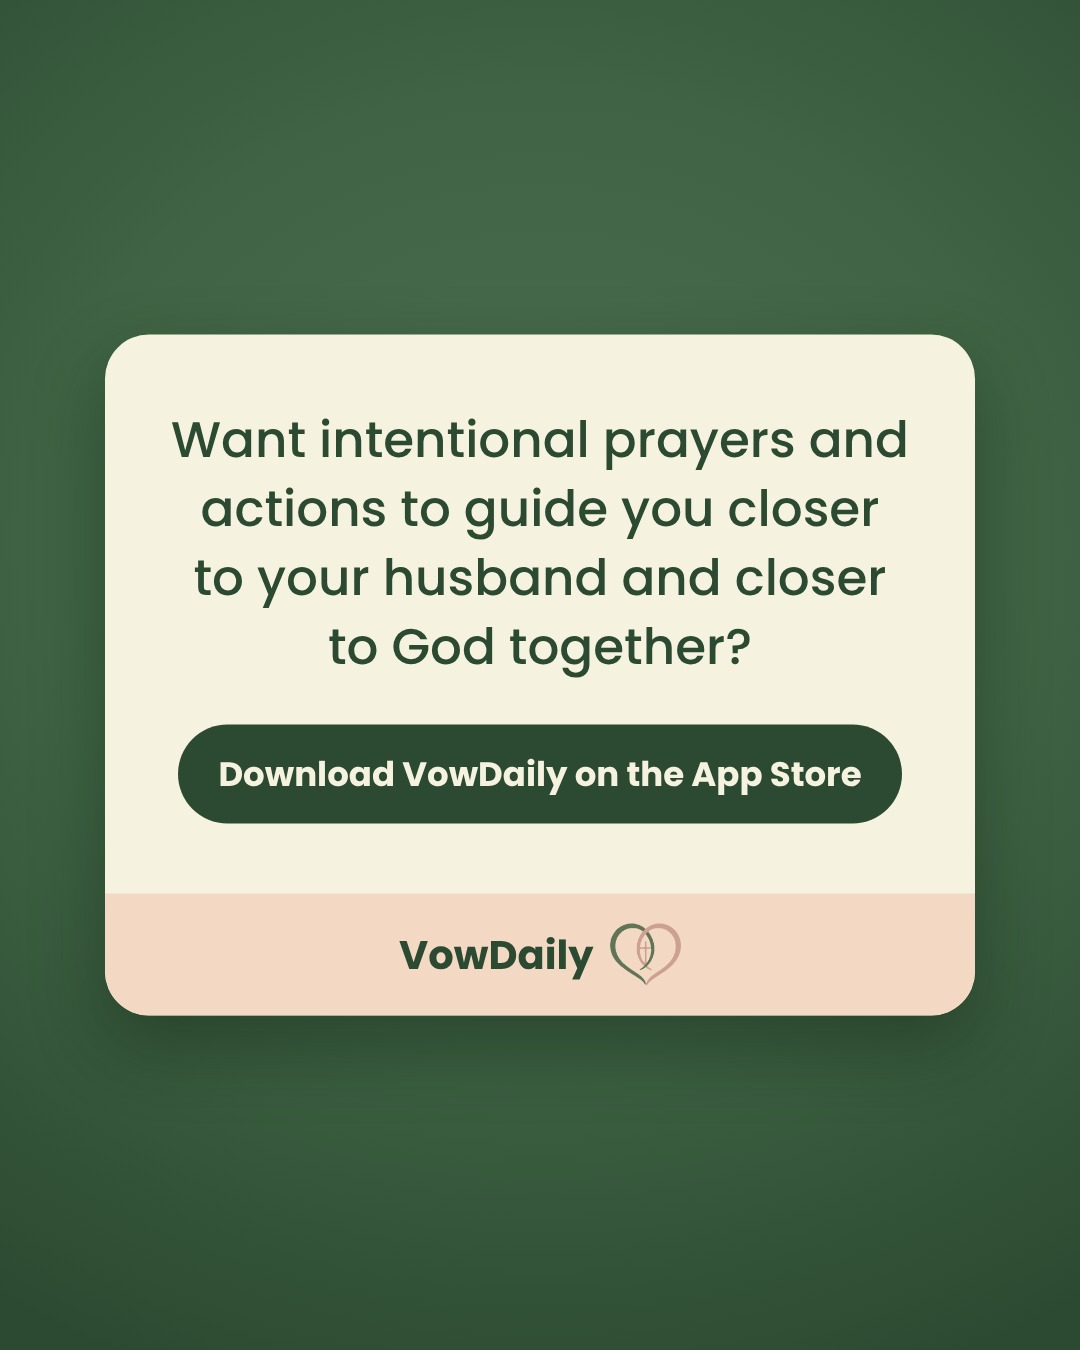 Want intentional prayers and
actions to guide you closer
to your husband and closer
to God together?
Download VowDaily on the App Store
VowDaily